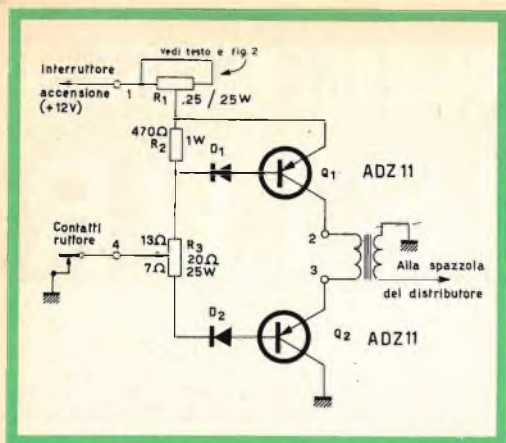 vedi testo e fig. 2
Interruttore
accensione
(+12V)
1
R1
.25 / 25W
470Ω
R2
1W
D1
Q1
ADZ11
2
Contatti
ruttore
4
13Ω
7Ω
R3
20Ω
25W
3
Alla spazzola
del distributore
D2
Q2
ADZ11